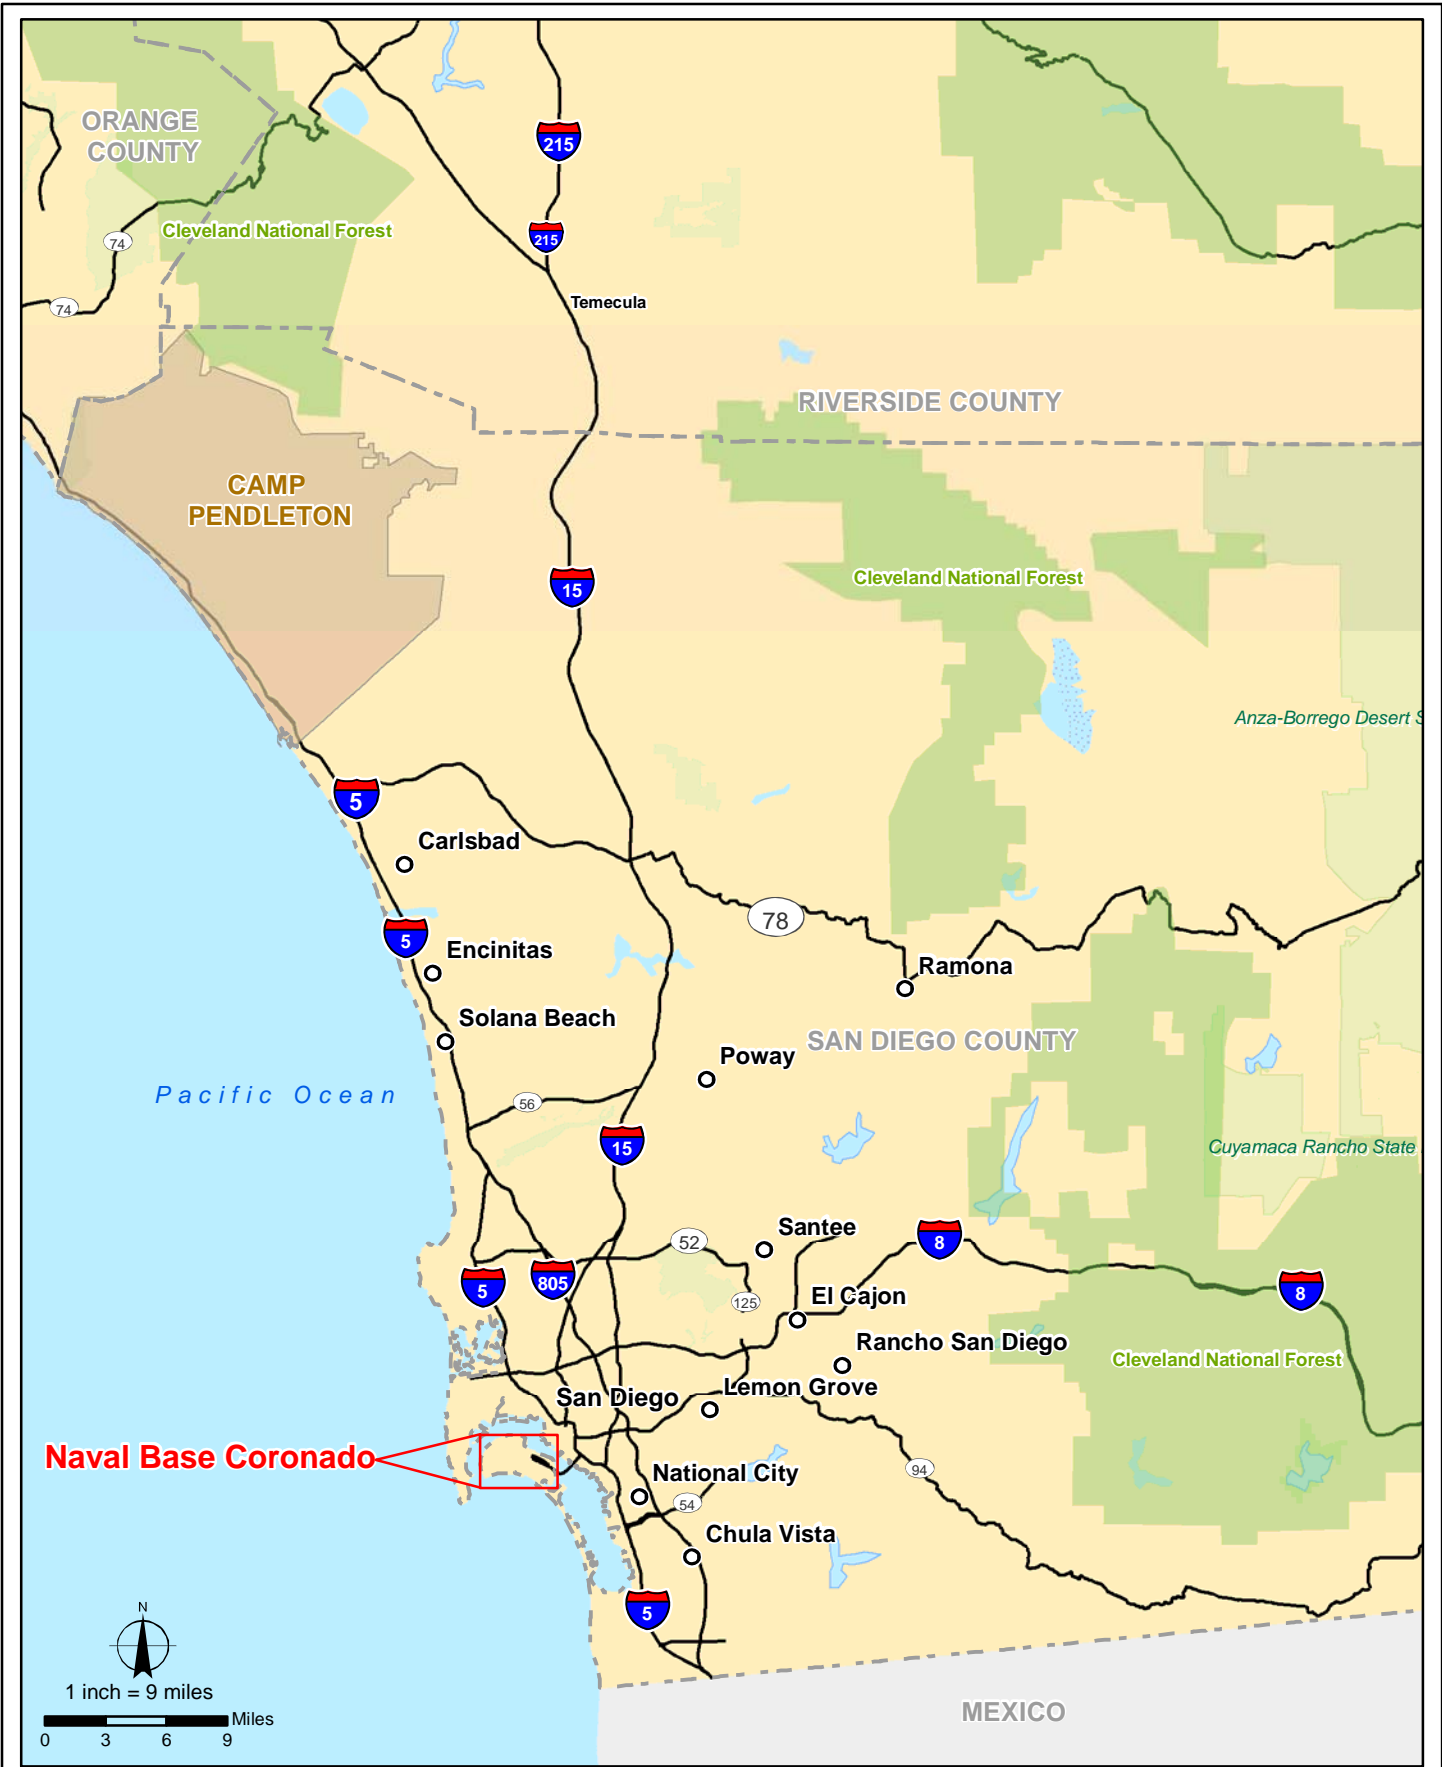 ORANGE
COUNTY
215
Cleveland National Forest
74
215
74
Temecula
RIVERSIDE COUNTY
CAMP
PENDLETON
15
Cleveland National Forest
Anza-Borrego Desert S
5
Carlsbad
78
5
Encinitas
Ramona
Solana Beach
SAN DIEGO COUNTY
Poway
Pacific Ocean
56
15
Cuyamaca Rancho State
Santee
52
8
5
805
8
125
El Cajon
Rancho San Diego
Cleveland National Forest
San Diego
Lemon Grove
Naval Base Coronado
National City
94
54
Chula Vista
5
N
1 inch = 9 miles
Miles
0 3 6 9
MEXICO